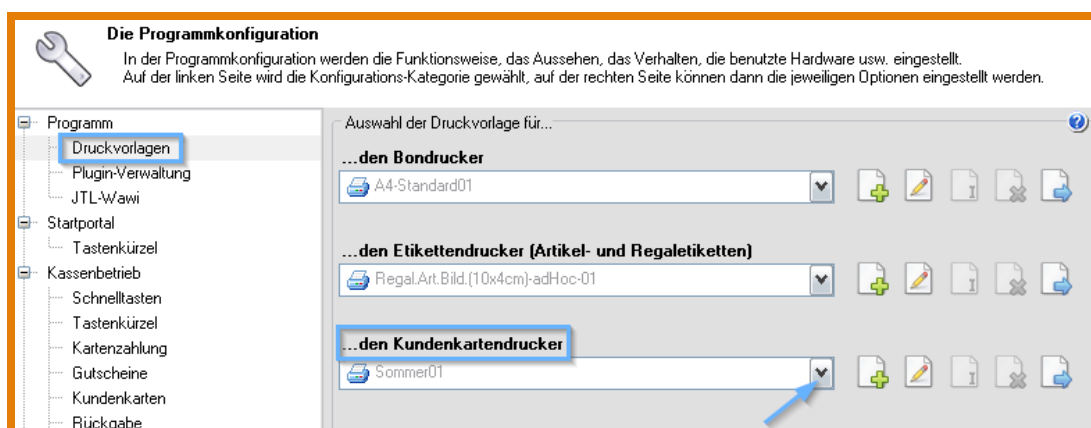 Die Programmkonfiguration
In der Programmkonfiguration werden die Funktionsweise, das Aussehen, das Verhalten, die benutzte Hardware usw. eingestellt.
Auf der linken Seite wird die Konfigurations-Kategorie gewählt, auf der rechten Seite können dann die jeweiligen Optionen eingestellt werden.
Programm
Druckvorlagen
Plugin-Verwaltung
JTL-Wawi
Startportal
Tastenkürzel
Kassenbetrieb
Schnelltasten
Tastenkürzel
Kartenzahlung
Gutscheine
Kundenkarten
Rückgabe
Auswahl der Druckvorlage für...
...den Bondrucker
A4-Standard01
...den Etikettendrucker (Artikel- und Regaletiketten)
Regal.Art.Bild.(10x4cm)-adHoc-01
...den Kundenkartendrucker
Sommer01